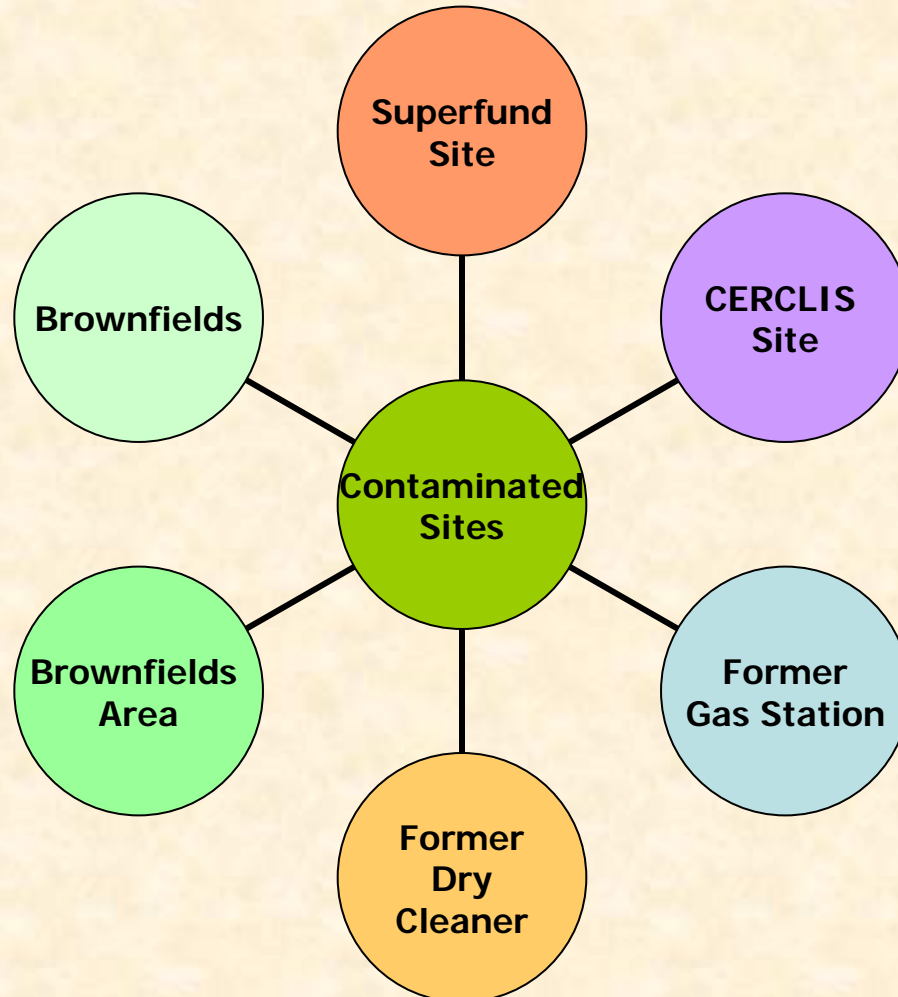 Superfund
Site
Brownfields
CERCLIS
Site
Contaminated
Sites
Brownfields
Area
Former
Gas Station
Former
Dry
Cleaner